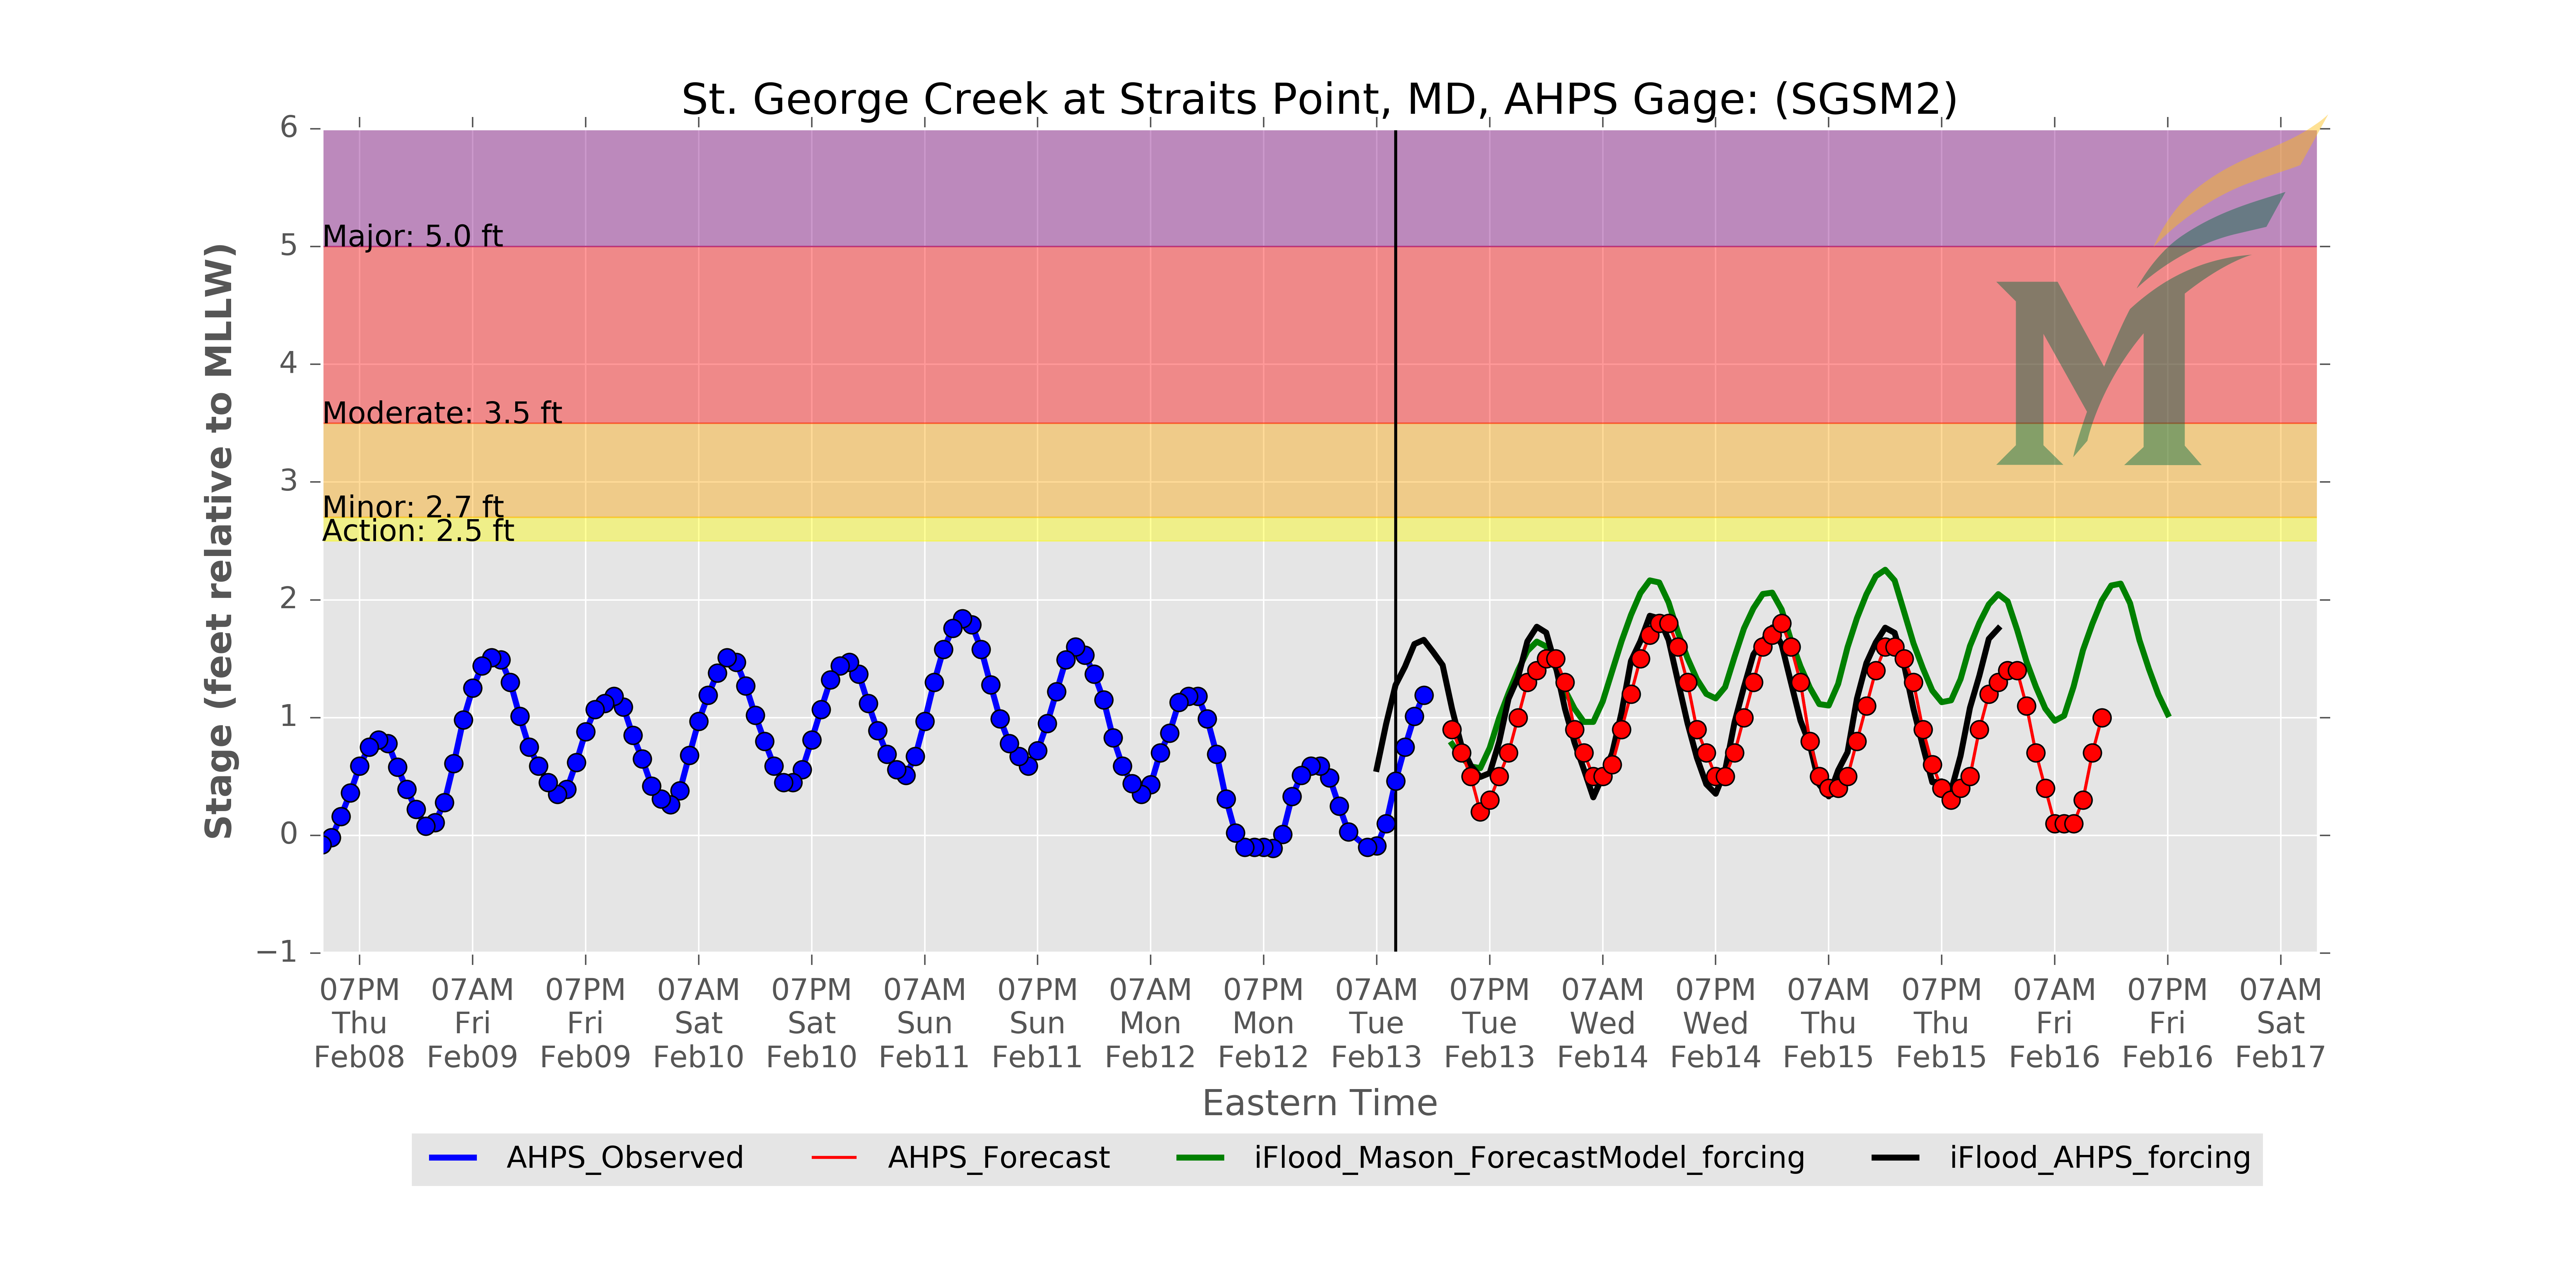 St. George Creek at Straits Point, MD, AHPS Gage: (SGSM2)
Stage (feet relative to MLLW)
6
5
4
3
2
1
0
−1
Major: 5.0 ft
Moderate: 3.5 ft
Minor: 2.7 ft
Action: 2.5 ft
M
07PM 07AM 07PM 07AM 07PM 07AM 07PM 07AM 07PM 07AM 07PM 07AM 07PM 07AM 07PM 07AM 07PM 07AM
Thu Fri Fri Sat Sat Sun Sun Mon Mon Tue Tue Wed Wed Thu Thu Fri Fri Sat
Feb08 Feb09 Feb09 Feb10 Feb10 Feb11 Feb11 Feb12 Feb12 Feb13 Feb13 Feb14 Feb14 Feb15 Feb15 Feb16 Feb16 Feb17
Eastern Time
AHPS_Observed AHPS_Forecast iFlood_Mason_ForecastModel_forcing iFlood_AHPS_forcing